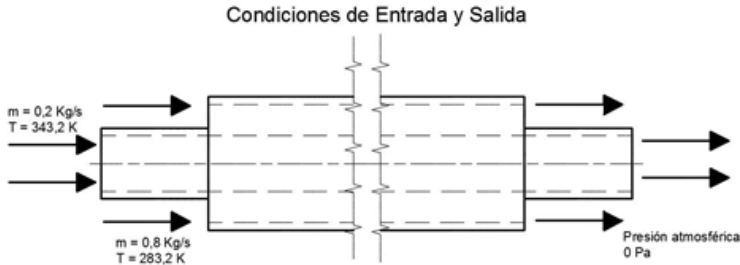 Condiciones de Entrada y Salida
m = 0,2 Kg/s
T = 343,2 K
m = 0,8 Kg/s
T = 283,2 K
Presión atmosférica
0 Pa